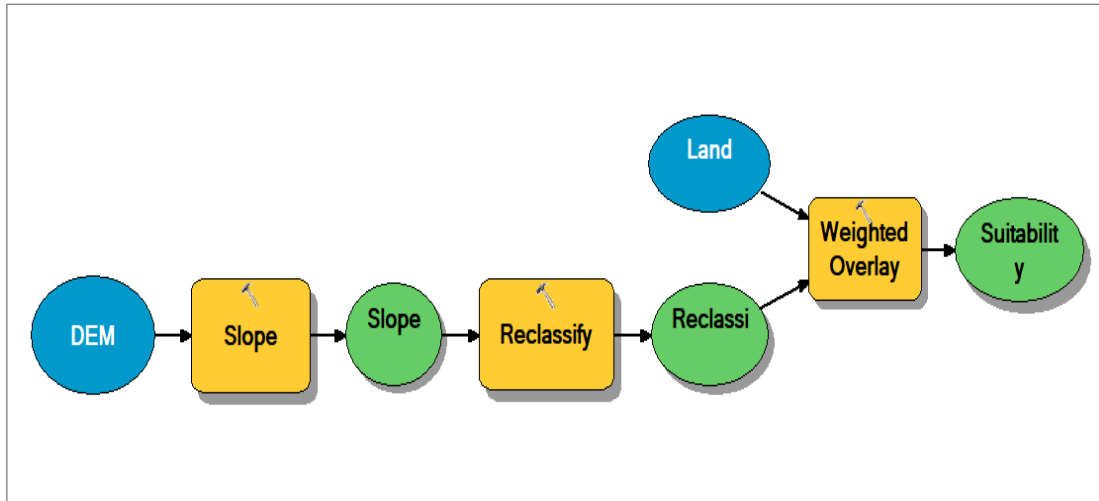 Land
Weighted
Overlay
Suitabilit
y
DEM
Slope
Slope
Reclassify
Reclassi